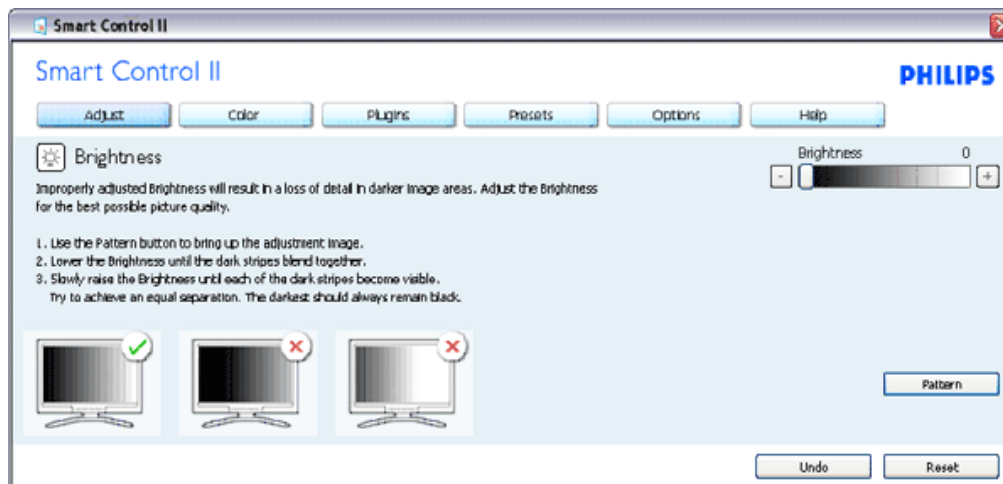 Smart Control II
Smart Control II
PHILIPS
Adjust Color Plugins Presets Options Help
Brightness
Brightness 0
Improperly adjusted Brightness will result in a loss of detail in darker image areas. Adjust the Brightness
for the best possible picture quality.
1. Use the Pattern button to bring up the adjustment image.
2. Lower the Brightness until the dark stripes blend together.
3. Slowly raise the Brightness until each of the dark stripes become visible.
Try to achieve an equal separation. The darkest should always remain black.
Pattern
Undo Reset